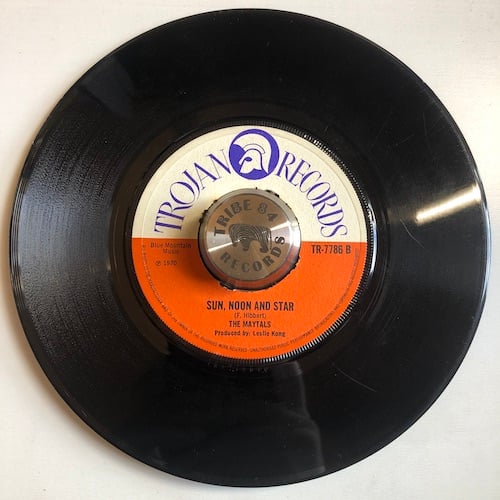 TROJAN RECORDS
TRIBE 84
RECORDS
Blue Mountain
Music
℗ 1970
TR-7786 B
SUN, NOON AND STAR
(F. Hibbert)
THE MAYTALS
Produced by: Leslie Kong